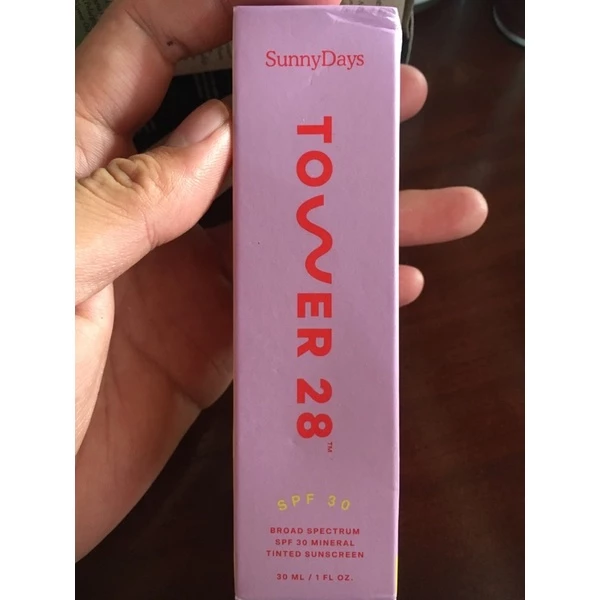 SunnyDays
TOWER 28™
SPF 30
BROAD SPECTRUM
SPF 30 MINERAL
TINTED SUNSCREEN
30 ML / 1 FL OZ.